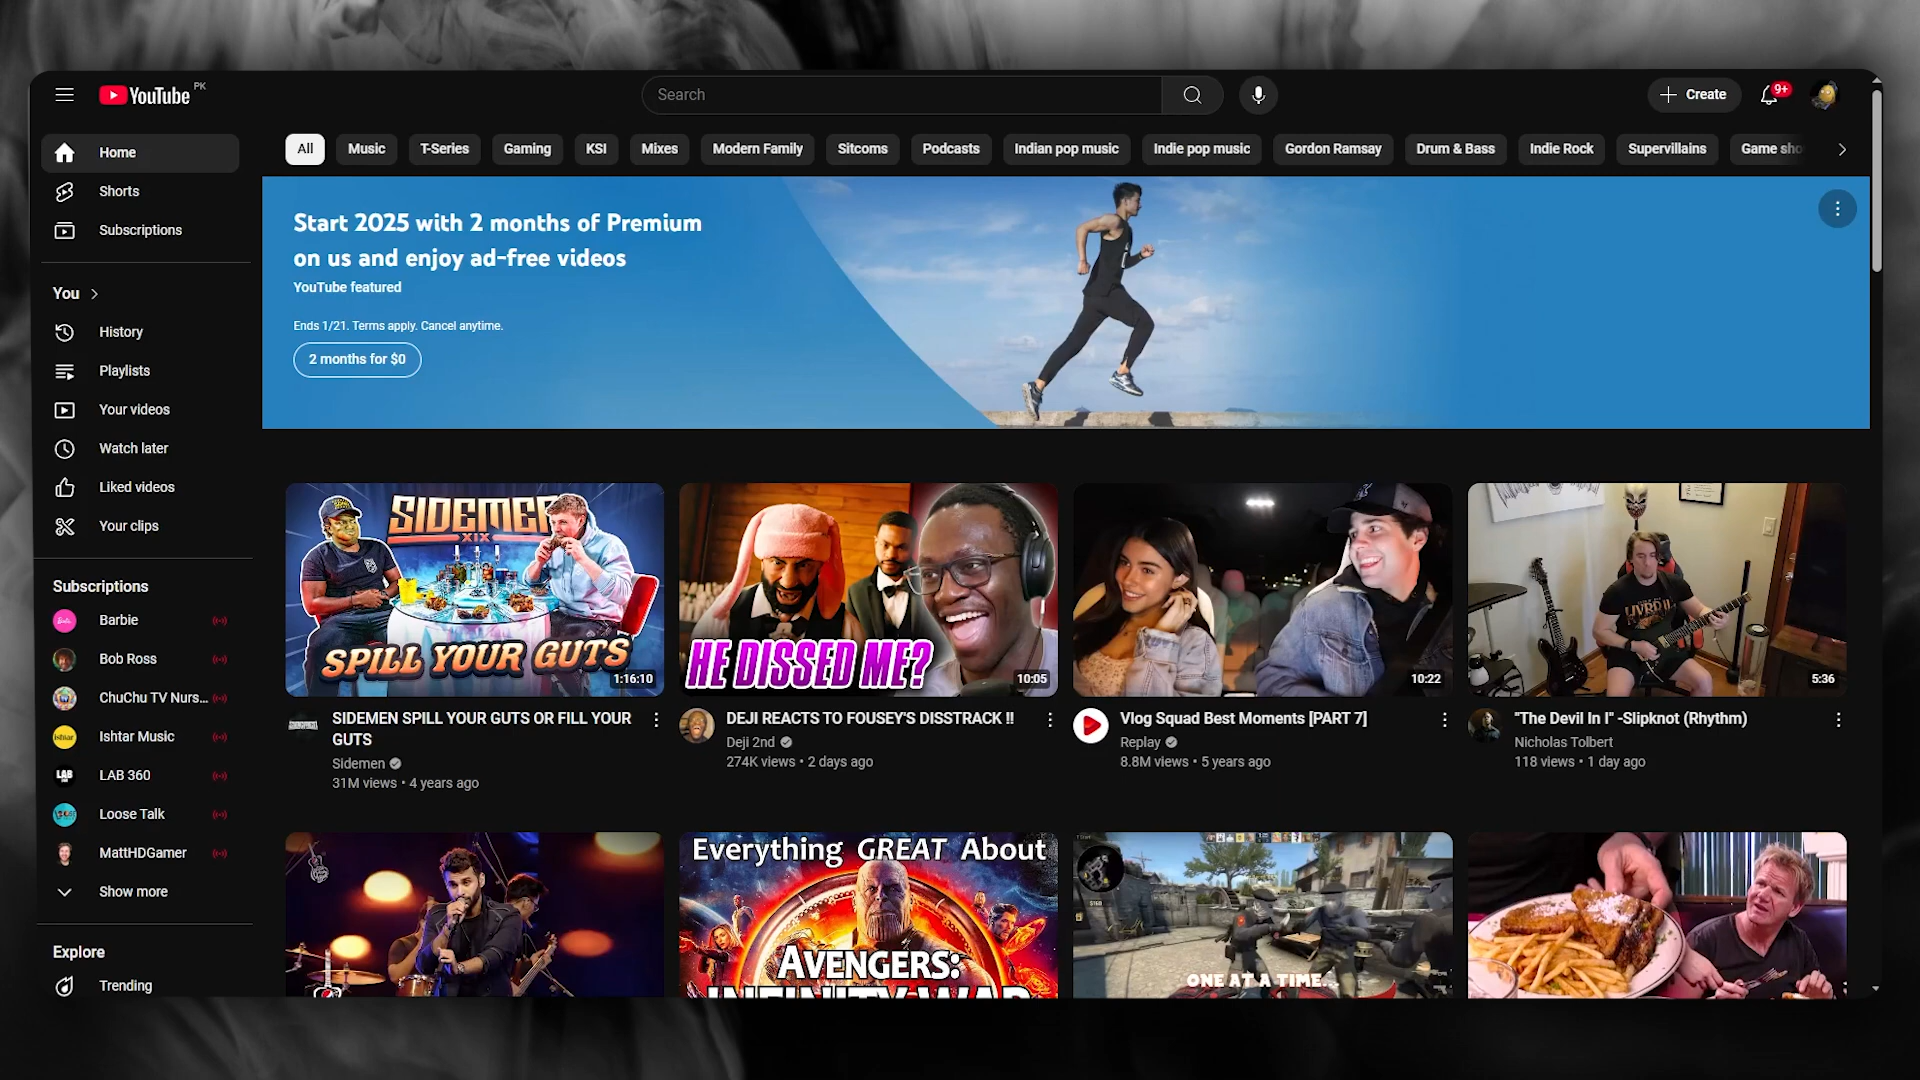 YouTube PK
Search
Create
9+
Home
Shorts
Subscriptions
You
History
Playlists
Your videos
Watch later
Liked videos
Your clips
Subscriptions
Barbie
Bob Ross
ChuChu TV Nurs...
Ishtar Music
LAB 360
Loose Talk
MattHDGamer
Show more
Explore
Trending
All
Music
T-Series
Gaming
KSI
Mixes
Modern Family
Sitcoms
Podcasts
Indian pop music
Indie pop music
Gordon Ramsay
Drum & Bass
Indie Rock
Supervillains
Game sho
Start 2025 with 2 months of Premium
on us and enjoy ad-free videos
YouTube featured
Ends 1/21. Terms apply. Cancel anytime.
2 months for $0
SIDEMEN
XIX
SPILL YOUR GUTS
1:16:10
SIDEMEN SPILL YOUR GUTS OR FILL YOUR
GUTS
Sidemen
31M views • 4 years ago
HE DISSED ME?
10:05
DEJI REACTS TO FOUSEY'S DISSTRACK !!
Deji 2nd
274K views • 2 days ago
10:22
Vlog Squad Best Moments [PART 7]
Replay
8.8M views • 5 years ago
5:36
"The Devil In I" -Slipknot (Rhythm)
Nicholas Tolbert
118 views • 1 day ago
Everything GREAT About
AVENGERS:
INFINITY WAR
ONE AT A TIME...